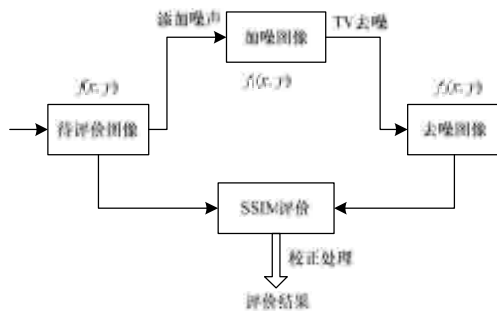 添加噪声
加噪图像
TV去噪
f(x, y)
f₁(x, y)
待评价图像
去噪图像
SSIM评价
校正处理
评价结果